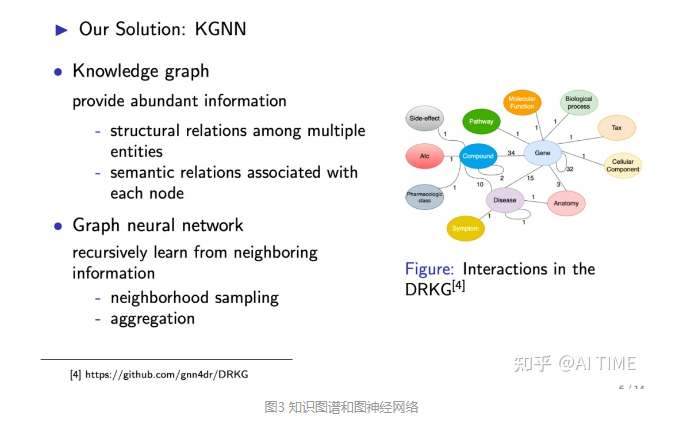 ► Our Solution: KGNN
• Knowledge graph
provide abundant information
- structural relations among multiple
entities
- semantic relations associated with
each node
• Graph neural network
recursively learn from neighboring
information
- neighborhood sampling
- aggregation
Side-effect
Pathway
Molecular
Function
Biological
process
Tax
Atc
Compound
Gene
Cellular
Component
Pharmacologic
class
Disease
Anatomy
Symptom
1
1
1
1
1
1
1
1
34
2
32
10
15
3
1
1
1
Figure: Interactions in the
DRKG[4]
[4] https://github.com/gnn4dr/DRKG
知乎 @AI TIME
图3 知识图谱和图神经网络